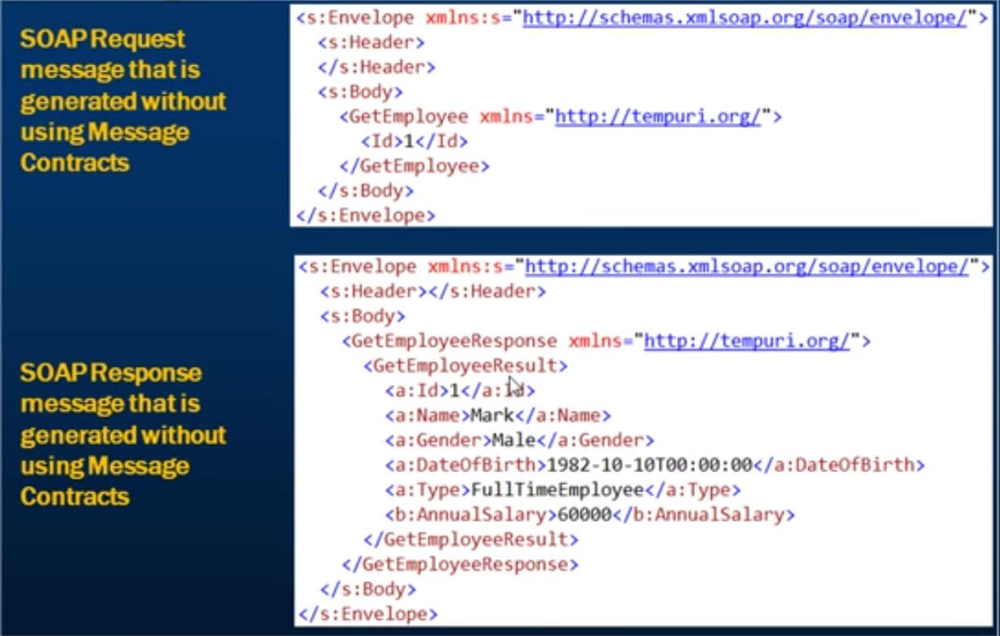 SOAP Request
message that is
generated without
using Message
Contracts
<s:Envelope xmlns:s="http://schemas.xmlsoap.org/soap/envelope/">
<s:Header>
</s:Header>
<s:Body>
<GetEmployee xmlns="http://tempuri.org/">
<Id>1</Id>
</GetEmployee>
</s:Body>
</s:Envelope>
SOAP Response
message that is
generated without
using Message
Contracts
<s:Envelope xmlns:s="http://schemas.xmlsoap.org/soap/envelope/">
<s:Header></s:Header>
<s:Body>
<GetEmployeeResponse xmlns="http://tempuri.org/">
<GetEmployeeResult>
<a:Id>1</a:Id>
<a:Name>Mark</a:Name>
<a:Gender>Male</a:Gender>
<a:DateOfBirth>1982-10-10T00:00:00</a:DateOfBirth>
<a:Type>FullTimeEmployee</a:Type>
<b:AnnualSalary>60000</b:AnnualSalary>
</GetEmployeeResult>
</GetEmployeeResponse>
</s:Body>
</s:Envelope>